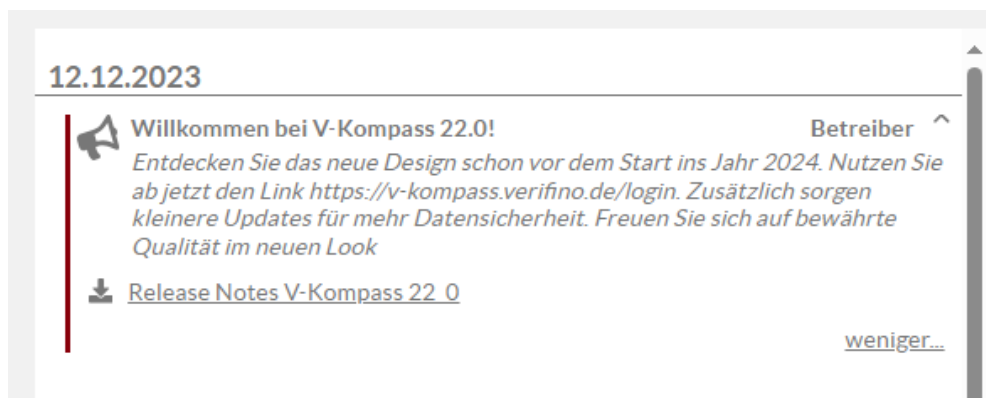 12.12.2023
Willkommen bei V-Kompass 22.0! Betreiber
Entdecken Sie das neue Design schon vor dem Start ins Jahr 2024. Nutzen Sie
ab jetzt den Link https://v-kompass.verifino.de/login. Zusätzlich sorgen
kleinere Updates für mehr Datensicherheit. Freuen Sie sich auf bewährte
Qualität im neuen Look
Release Notes V-Kompass 22_0
weniger...